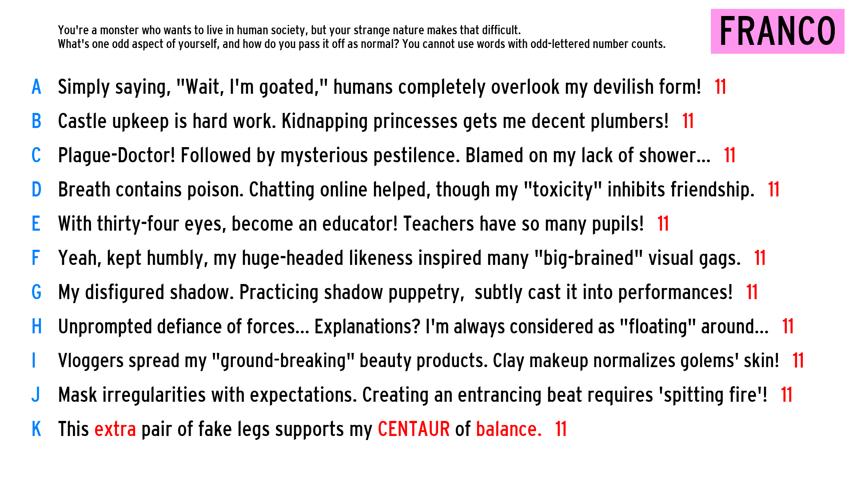 You're a monster who wants to live in human society, but your strange nature makes that difficult.
What's one odd aspect of yourself, and how do you pass it off as normal? You cannot use words with odd-lettered number counts.
FRANCO
A Simply saying, "Wait, I'm goated," humans completely overlook my devilish form! 11
B Castle upkeep is hard work. Kidnapping princesses gets me decent plumbers! 11
C Plague-Doctor! Followed by mysterious pestilence. Blamed on my lack of shower... 11
D Breath contains poison. Chatting online helped, though my "toxicity" inhibits friendship. 11
E With thirty-four eyes, become an educator! Teachers have so many pupils! 11
F Yeah, kept humbly, my huge-headed likeness inspired many "big-brained" visual gags. 11
G My disfigured shadow. Practicing shadow puppetry, subtly cast it into performances! 11
H Unprompted defiance of forces... Explanations? I'm always considered as "floating" around... 11
I Vloggers spread my "ground-breaking" beauty products. Clay makeup normalizes golems' skin! 11
J Mask irregularities with expectations. Creating an entrancing beat requires 'spitting fire'! 11
K This extra pair of fake legs supports my CENTAUR of balance. 11